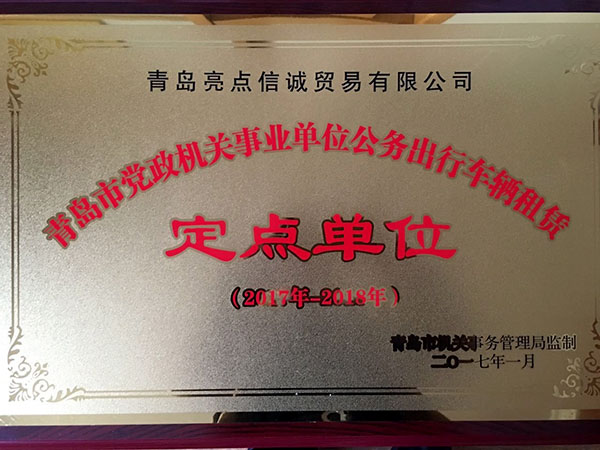 青岛亮点信诚贸易有限公司
青岛市党政机关事业单位公务出行车辆租赁
定点单位
（2017年-2018年）
青岛市机关事务管理局监制
二〇一七年一月